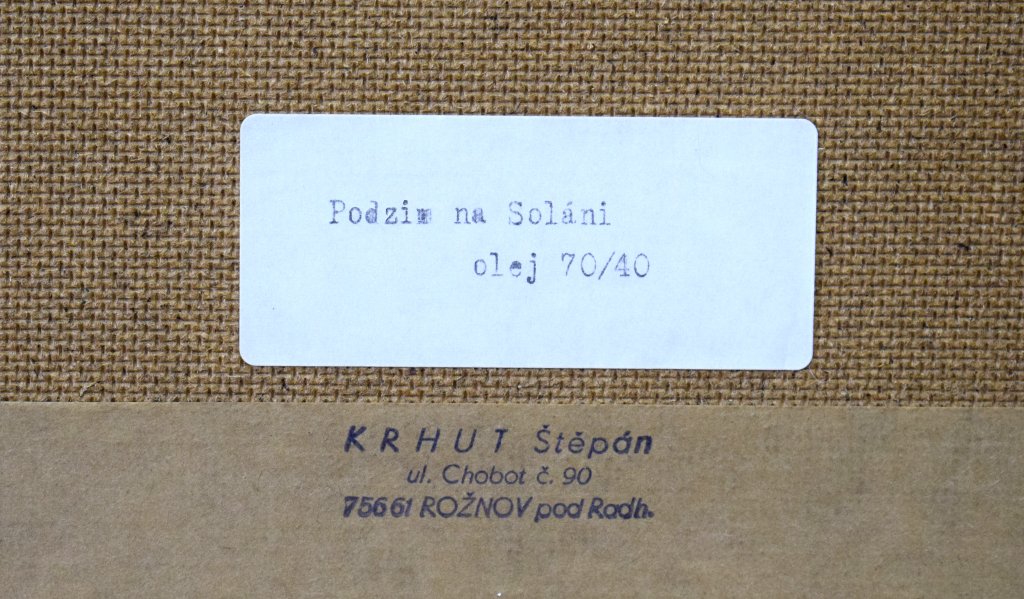 Podzim na Soláni
olej 70/40
KRHUT Štěpán
ul. Chobot č. 90
75661 ROŽNOV pod Radh.